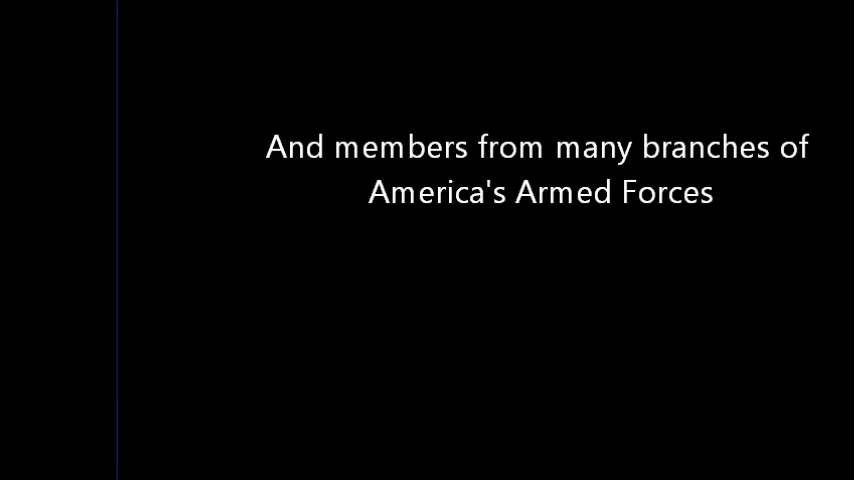 And members from many branches of
America's Armed Forces